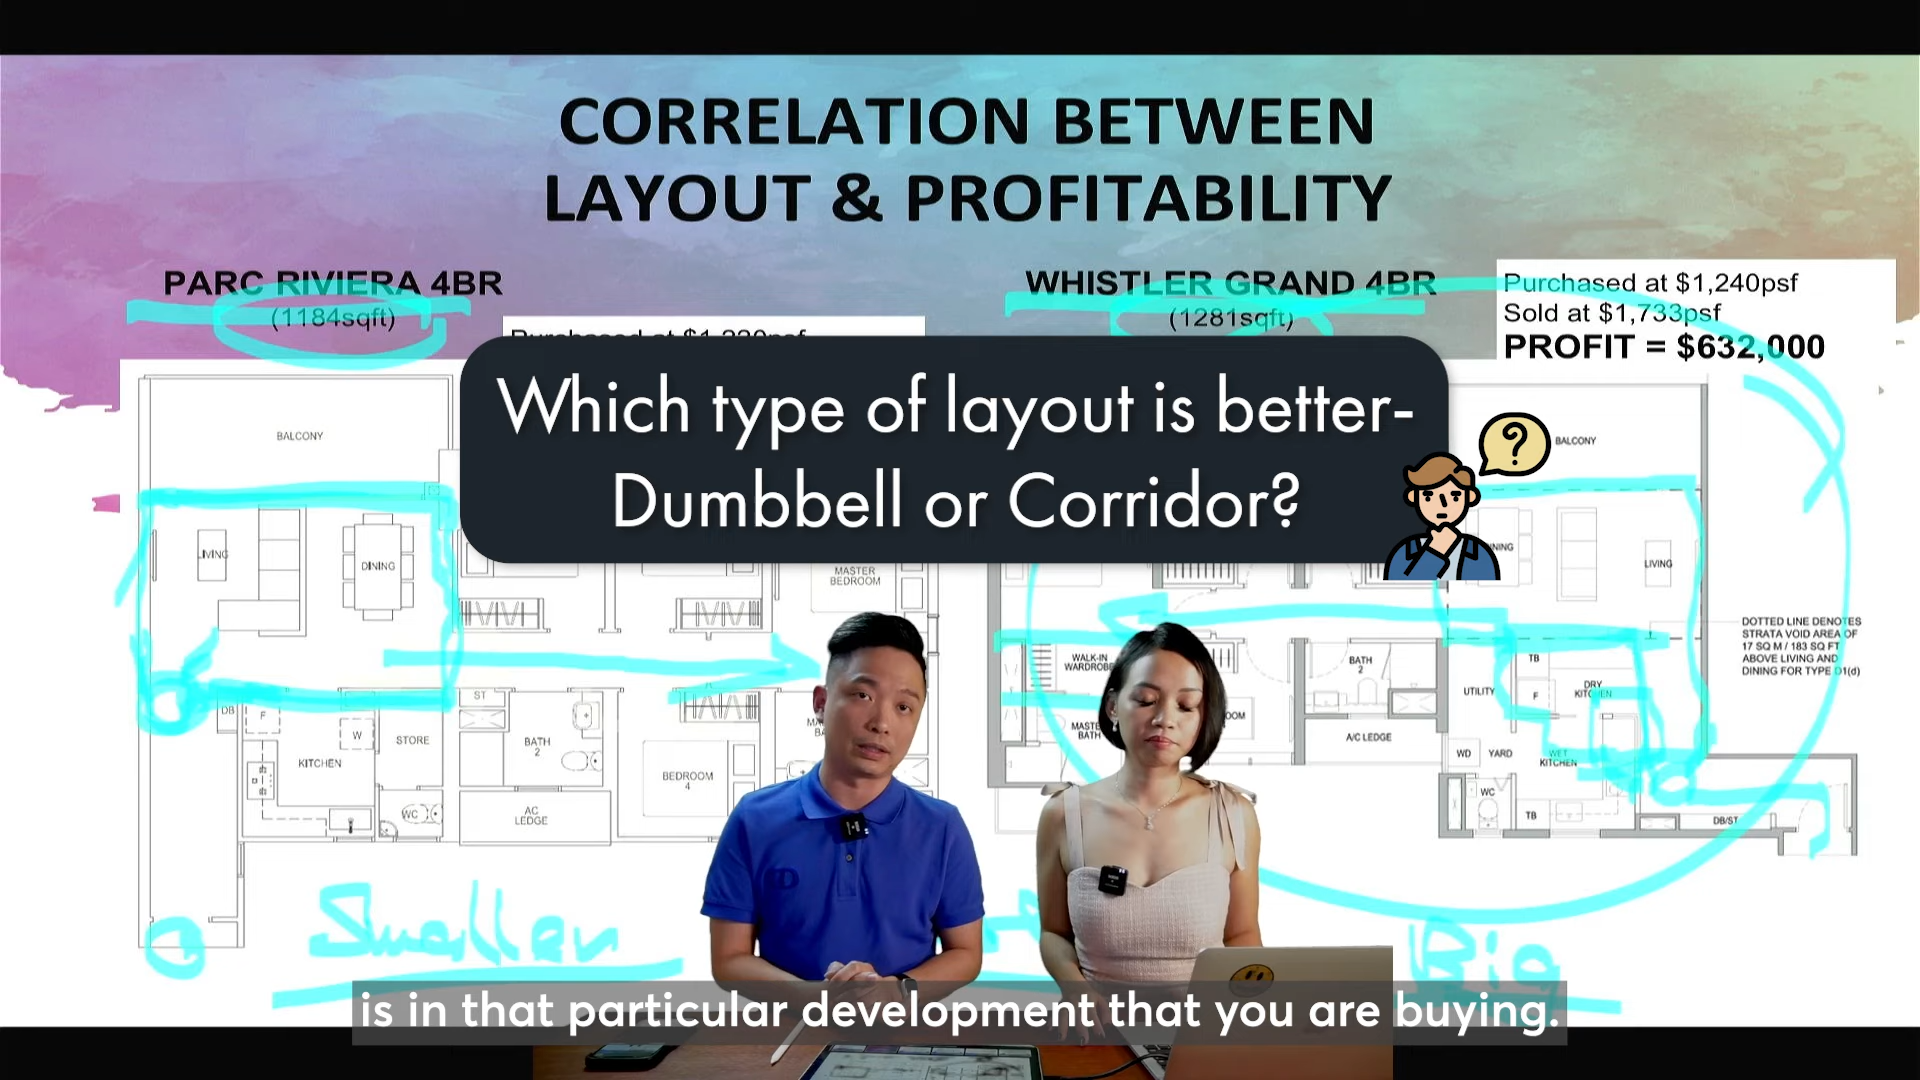 CORRELATION BETWEEN
LAYOUT & PROFITABILITY
PARC RIVIERA 4BR
(1184sqft)
WHISTLER GRAND 4BR
(1281sqft)
Purchased at $1,240psf
Sold at $1,733psf
PROFIT = $632,000
Which type of layout is better-
Dumbbell or Corridor?
?
BALCONY
LIVING
DINING
MASTER
BEDROOM
DB
F
W
KITCHEN
STORE
ST
WC
BATH
2
AC
LEDGE
BEDROOM
4
BALCONY
LIVING
WALK-IN
WARDROBE
BATH
2
A/C LEDGE
UTILITY
TB
F
DRY
KITCHEN
WD
YARD
WET
KITCHEN
WC
TB
DB/ST
DOTTED LINE DENOTES
STRATA VOID AREA OF
17 SQ M / 183 SQ FT
ABOVE LIVING AND
DINING FOR TYPE D1(d)
Smaller
Big
is in that particular development that you are buying.